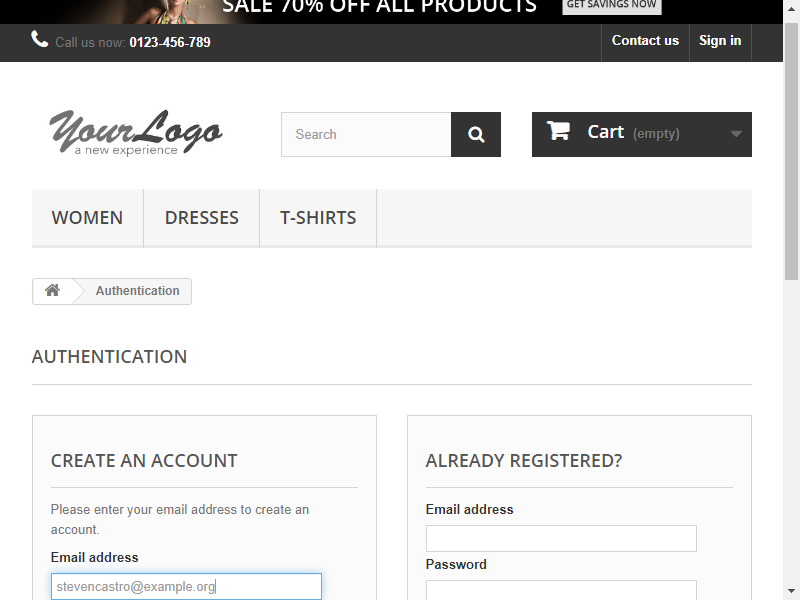 SALE 70% OFF ALL PRODUCTS
GET SAVINGS NOW
Call us now: 0123-456-789
Contact us
Sign in
YourLogo
a new experience
Search
Cart (empty)
WOMEN
DRESSES
T-SHIRTS
Authentication
AUTHENTICATION
CREATE AN ACCOUNT
Please enter your email address to create an
account.
Email address
stevencastro@example.org
ALREADY REGISTERED?
Email address
Password